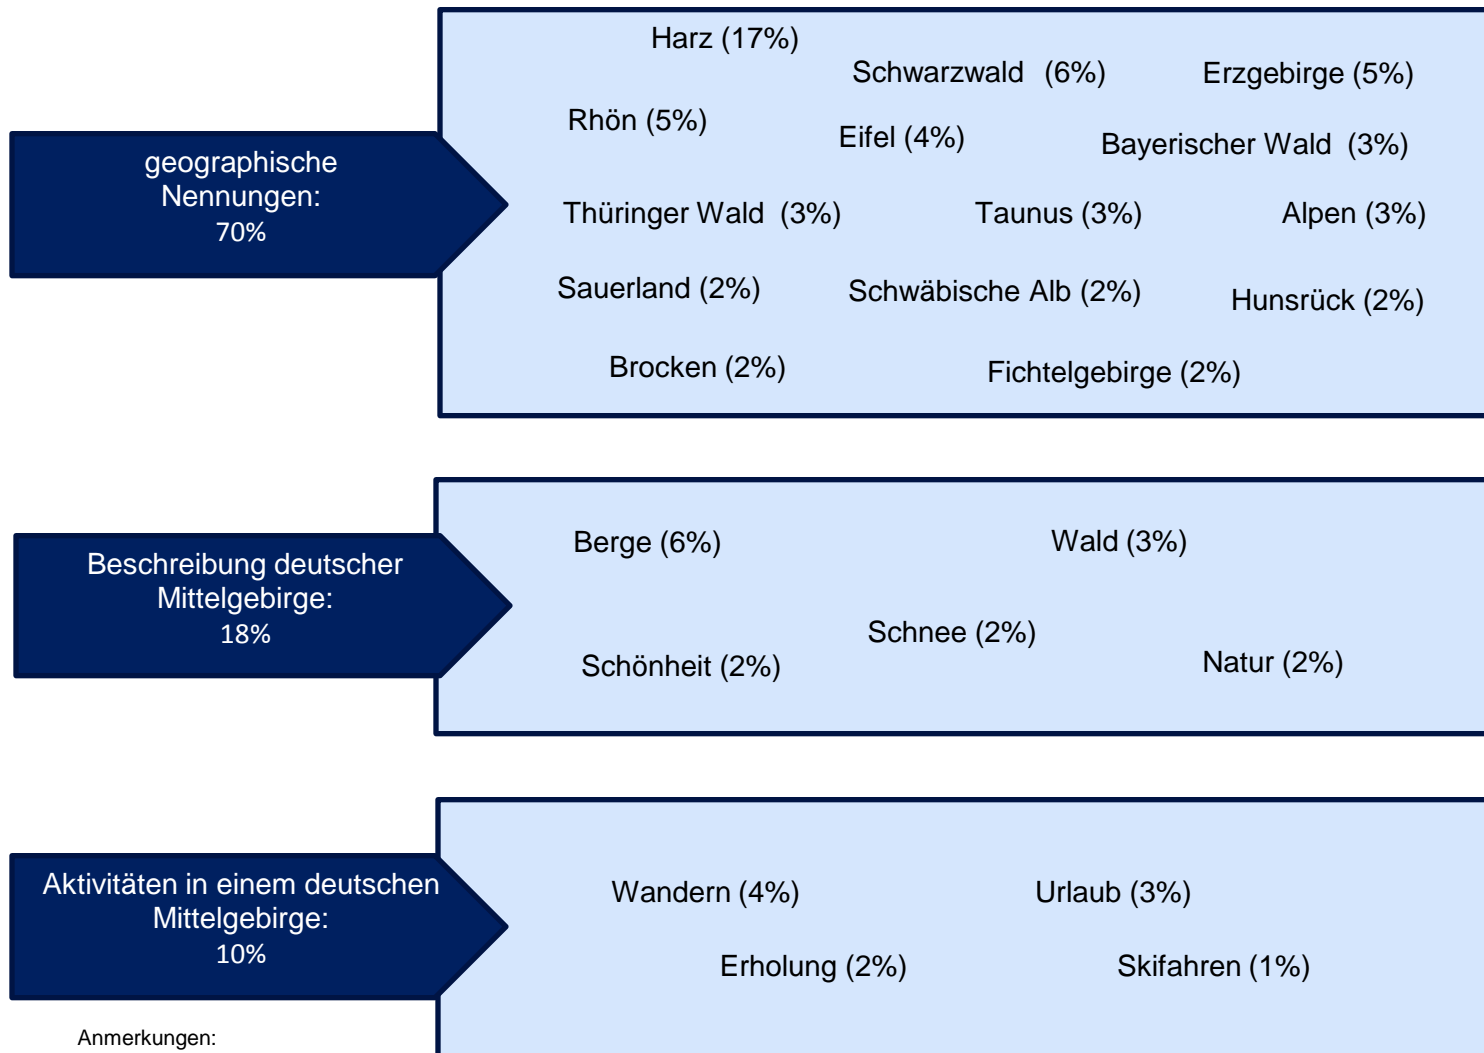 geographische
Nennungen:
70%
Harz (17%)
Schwarzwald (6%)
Erzgebirge (5%)
Rhön (5%)
Eifel (4%)
Bayerischer Wald (3%)
Thüringer Wald (3%)
Taunus (3%)
Alpen (3%)
Sauerland (2%)
Schwäbische Alb (2%)
Hunsrück (2%)
Brocken (2%)
Fichtelgebirge (2%)
Beschreibung deutscher
Mittelgebirge:
18%
Berge (6%)
Wald (3%)
Schnee (2%)
Schönheit (2%)
Natur (2%)
Aktivitäten in einem deutschen
Mittelgebirge:
10%
Wandern (4%)
Urlaub (3%)
Erholung (2%)
Skifahren (1%)
Anmerkungen: